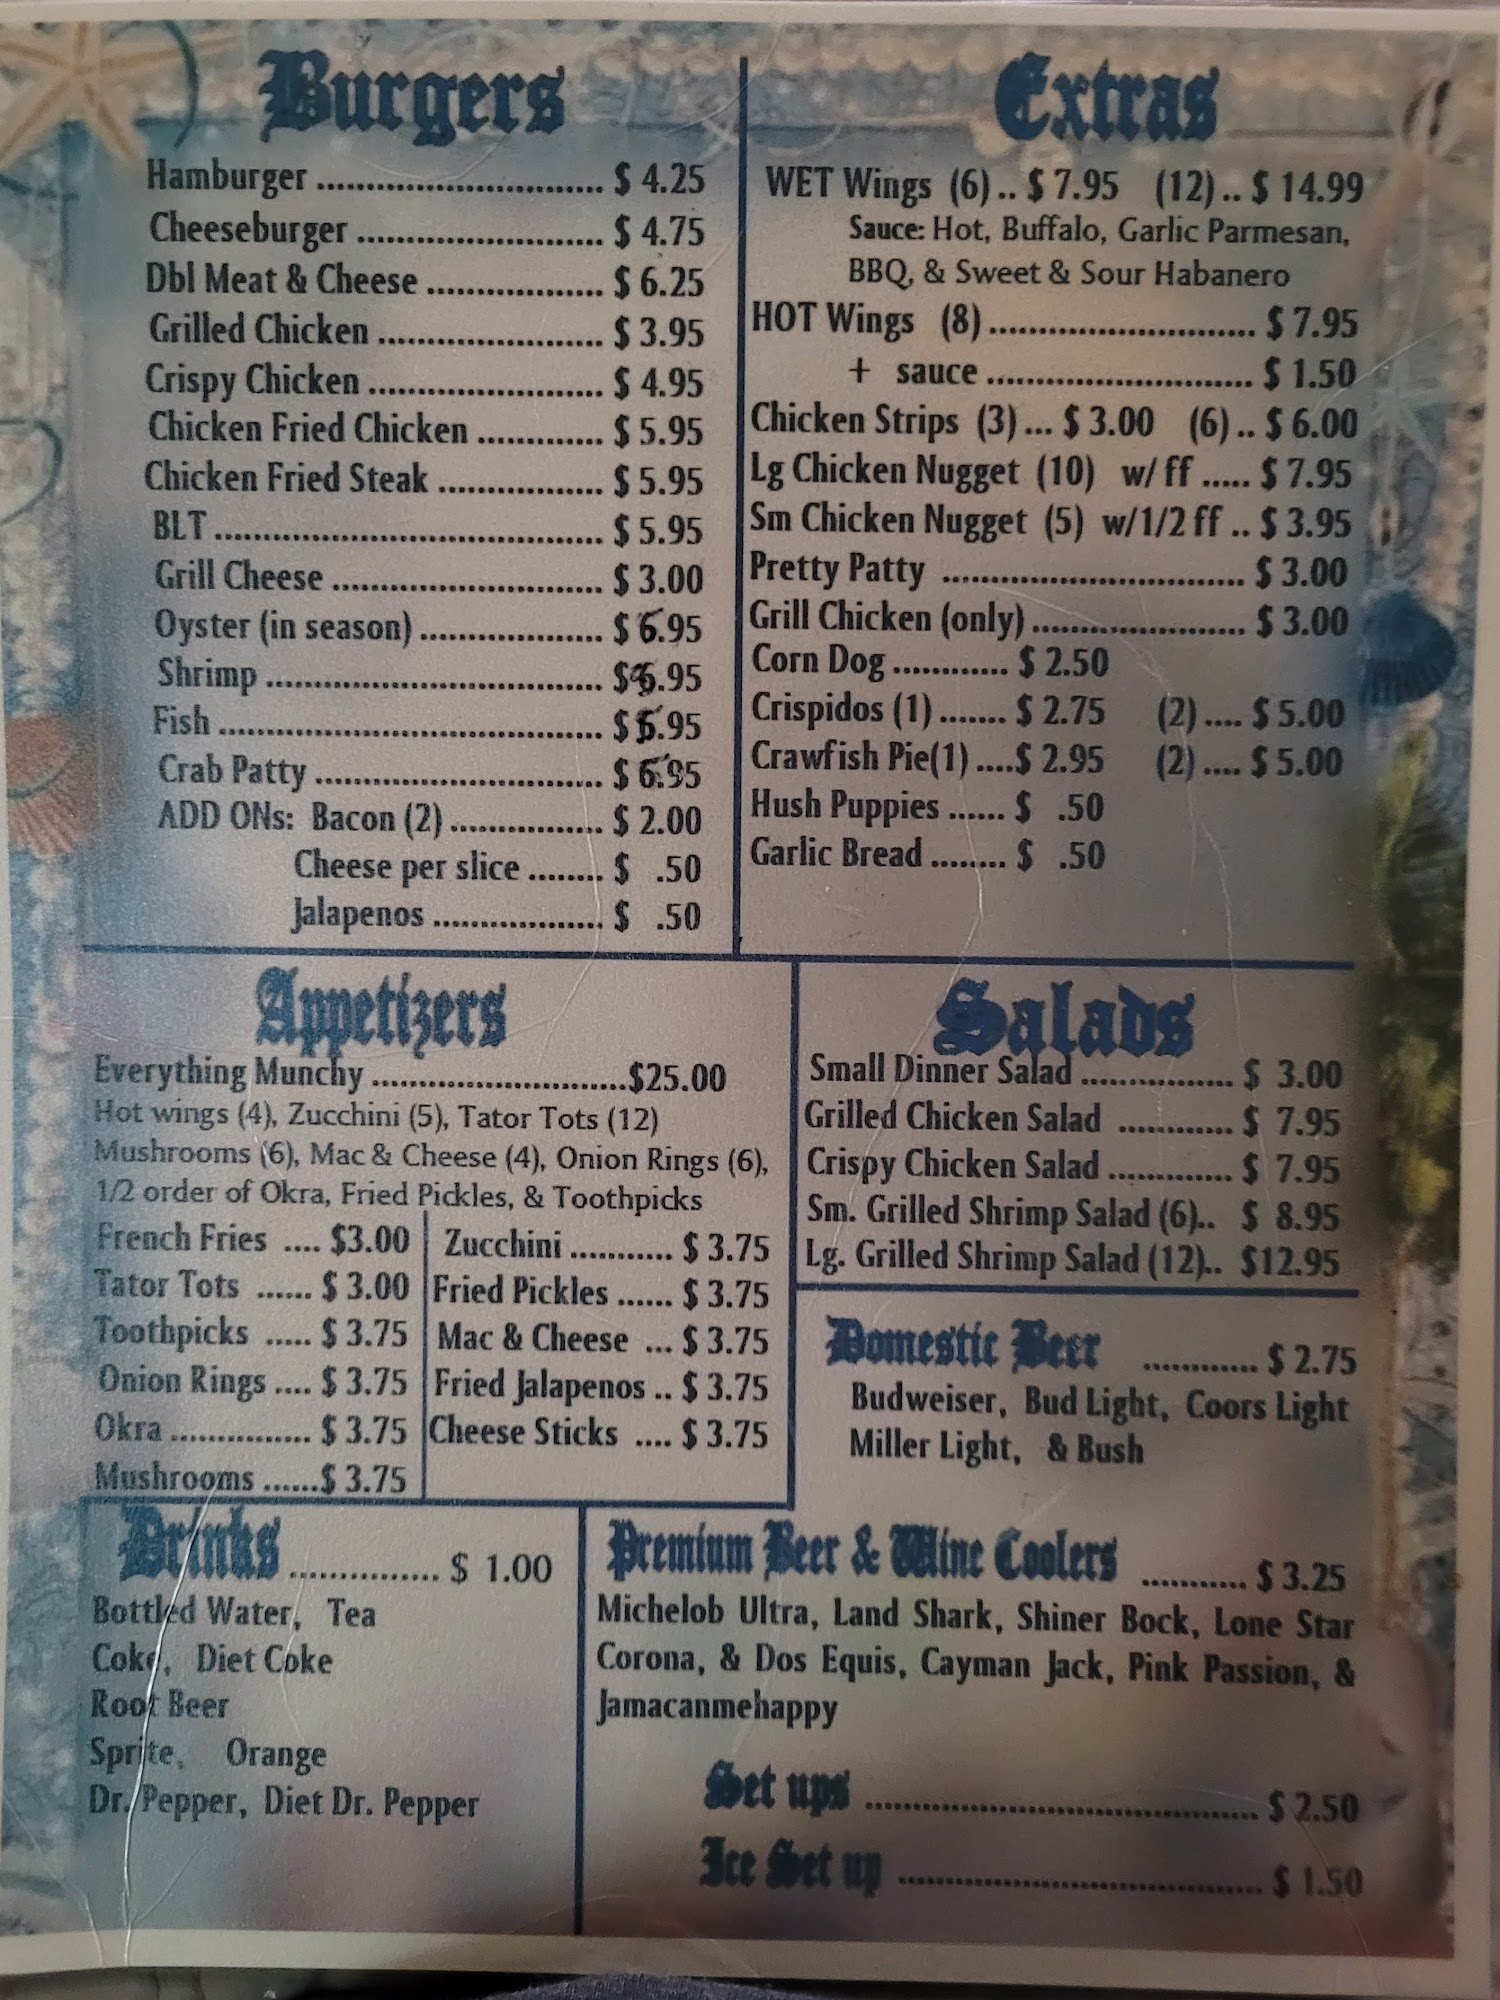 Burgers
Hamburger ............................ $ 4.25
Cheeseburger ........................ $ 4.75
Dbl Meat & Cheese ................. $ 6.25
Grilled Chicken ...................... $ 3.95
Crispy Chicken ....................... $ 4.95
Chicken Fried Chicken ............ $ 5.95
Chicken Fried Steak ................ $ 5.95
BLT ...................................... $ 5.95
Grill Cheese .......................... $ 3.00
Oyster (in season) .................. $ 6.95
Shrimp ................................. $ .95
Fish ...................................... $ .95
Crab Patty ............................ $ 6.95
ADD ONs: Bacon (2) ............... $ 2.00
Cheese per slice ........ $ .50
Jalapenos ................. $ .50
Extras
WET Wings (6) .. $ 7.95 (12) .. $ 14.99
Sauce: Hot, Buffalo, Garlic Parmesan,
BBQ, & Sweet & Sour Habanero
HOT Wings (8) .......................... $ 7.95
+ sauce .......................... $ 1.50
Chicken Strips (3) ... $ 3.00 (6) .. $ 6.00
Lg Chicken Nugget (10) w/ ff ..... $ 7.95
Sm Chicken Nugget (5) w/1/2 ff .. $ 3.95
Pretty Patty .............................. $ 3.00
Grill Chicken (only) ..................... $ 3.00
Corn Dog ............ $ 2.50
Crispidos (1) ....... $ 2.75 (2) .... $ 5.00
Crawfish Pie(1) ....$ 2.95 (2) .... $ 5.00
Hush Puppies ...... $ .50
Garlic Bread ........ $ .50
Appetizers
Everything Munchy ..........................$25.00
Hot wings (4), Zucchini (5), Tator Tots (12)
Mushrooms (6), Mac & Cheese (4), Onion Rings (6),
1/2 order of Okra, Fried Pickles, & Toothpicks
French Fries .... $3.00
Tator Tots ...... $ 3.00
Toothpicks ..... $ 3.75
Onion Rings .... $ 3.75
Okra .............. $ 3.75
Mushrooms ......$ 3.75
Zucchini ........... $ 3.75
Fried Pickles ...... $ 3.75
Mac & Cheese ... $ 3.75
Fried Jalapenos .. $ 3.75
Cheese Sticks .... $ 3.75
Salads
Small Dinner Salad ............... $ 3.00
Grilled Chicken Salad ............ $ 7.95
Crispy Chicken Salad ............ $ 7.95
Sm. Grilled Shrimp Salad (6).. $ 8.95
Lg. Grilled Shrimp Salad (12).. $12.95
Domestic Beer ............ $ 2.75
Budweiser, Bud Light, Coors Light
Miller Light, & Bush
Drinks ............... $ 1.00
Bottled Water, Tea
Coke, Diet Coke
Root Beer
Sprite, Orange
Dr. Pepper, Diet Dr. Pepper
Premium Beer & Wine Coolers ........... $ 3.25
Michelob Ultra, Land Shark, Shiner Bock, Lone Star
Corona, & Dos Equis, Cayman Jack, Pink Passion, &
Jamacanmehappy
Set ups ....................................... $ 2.50
Ice Set up .................................... $ 1.50